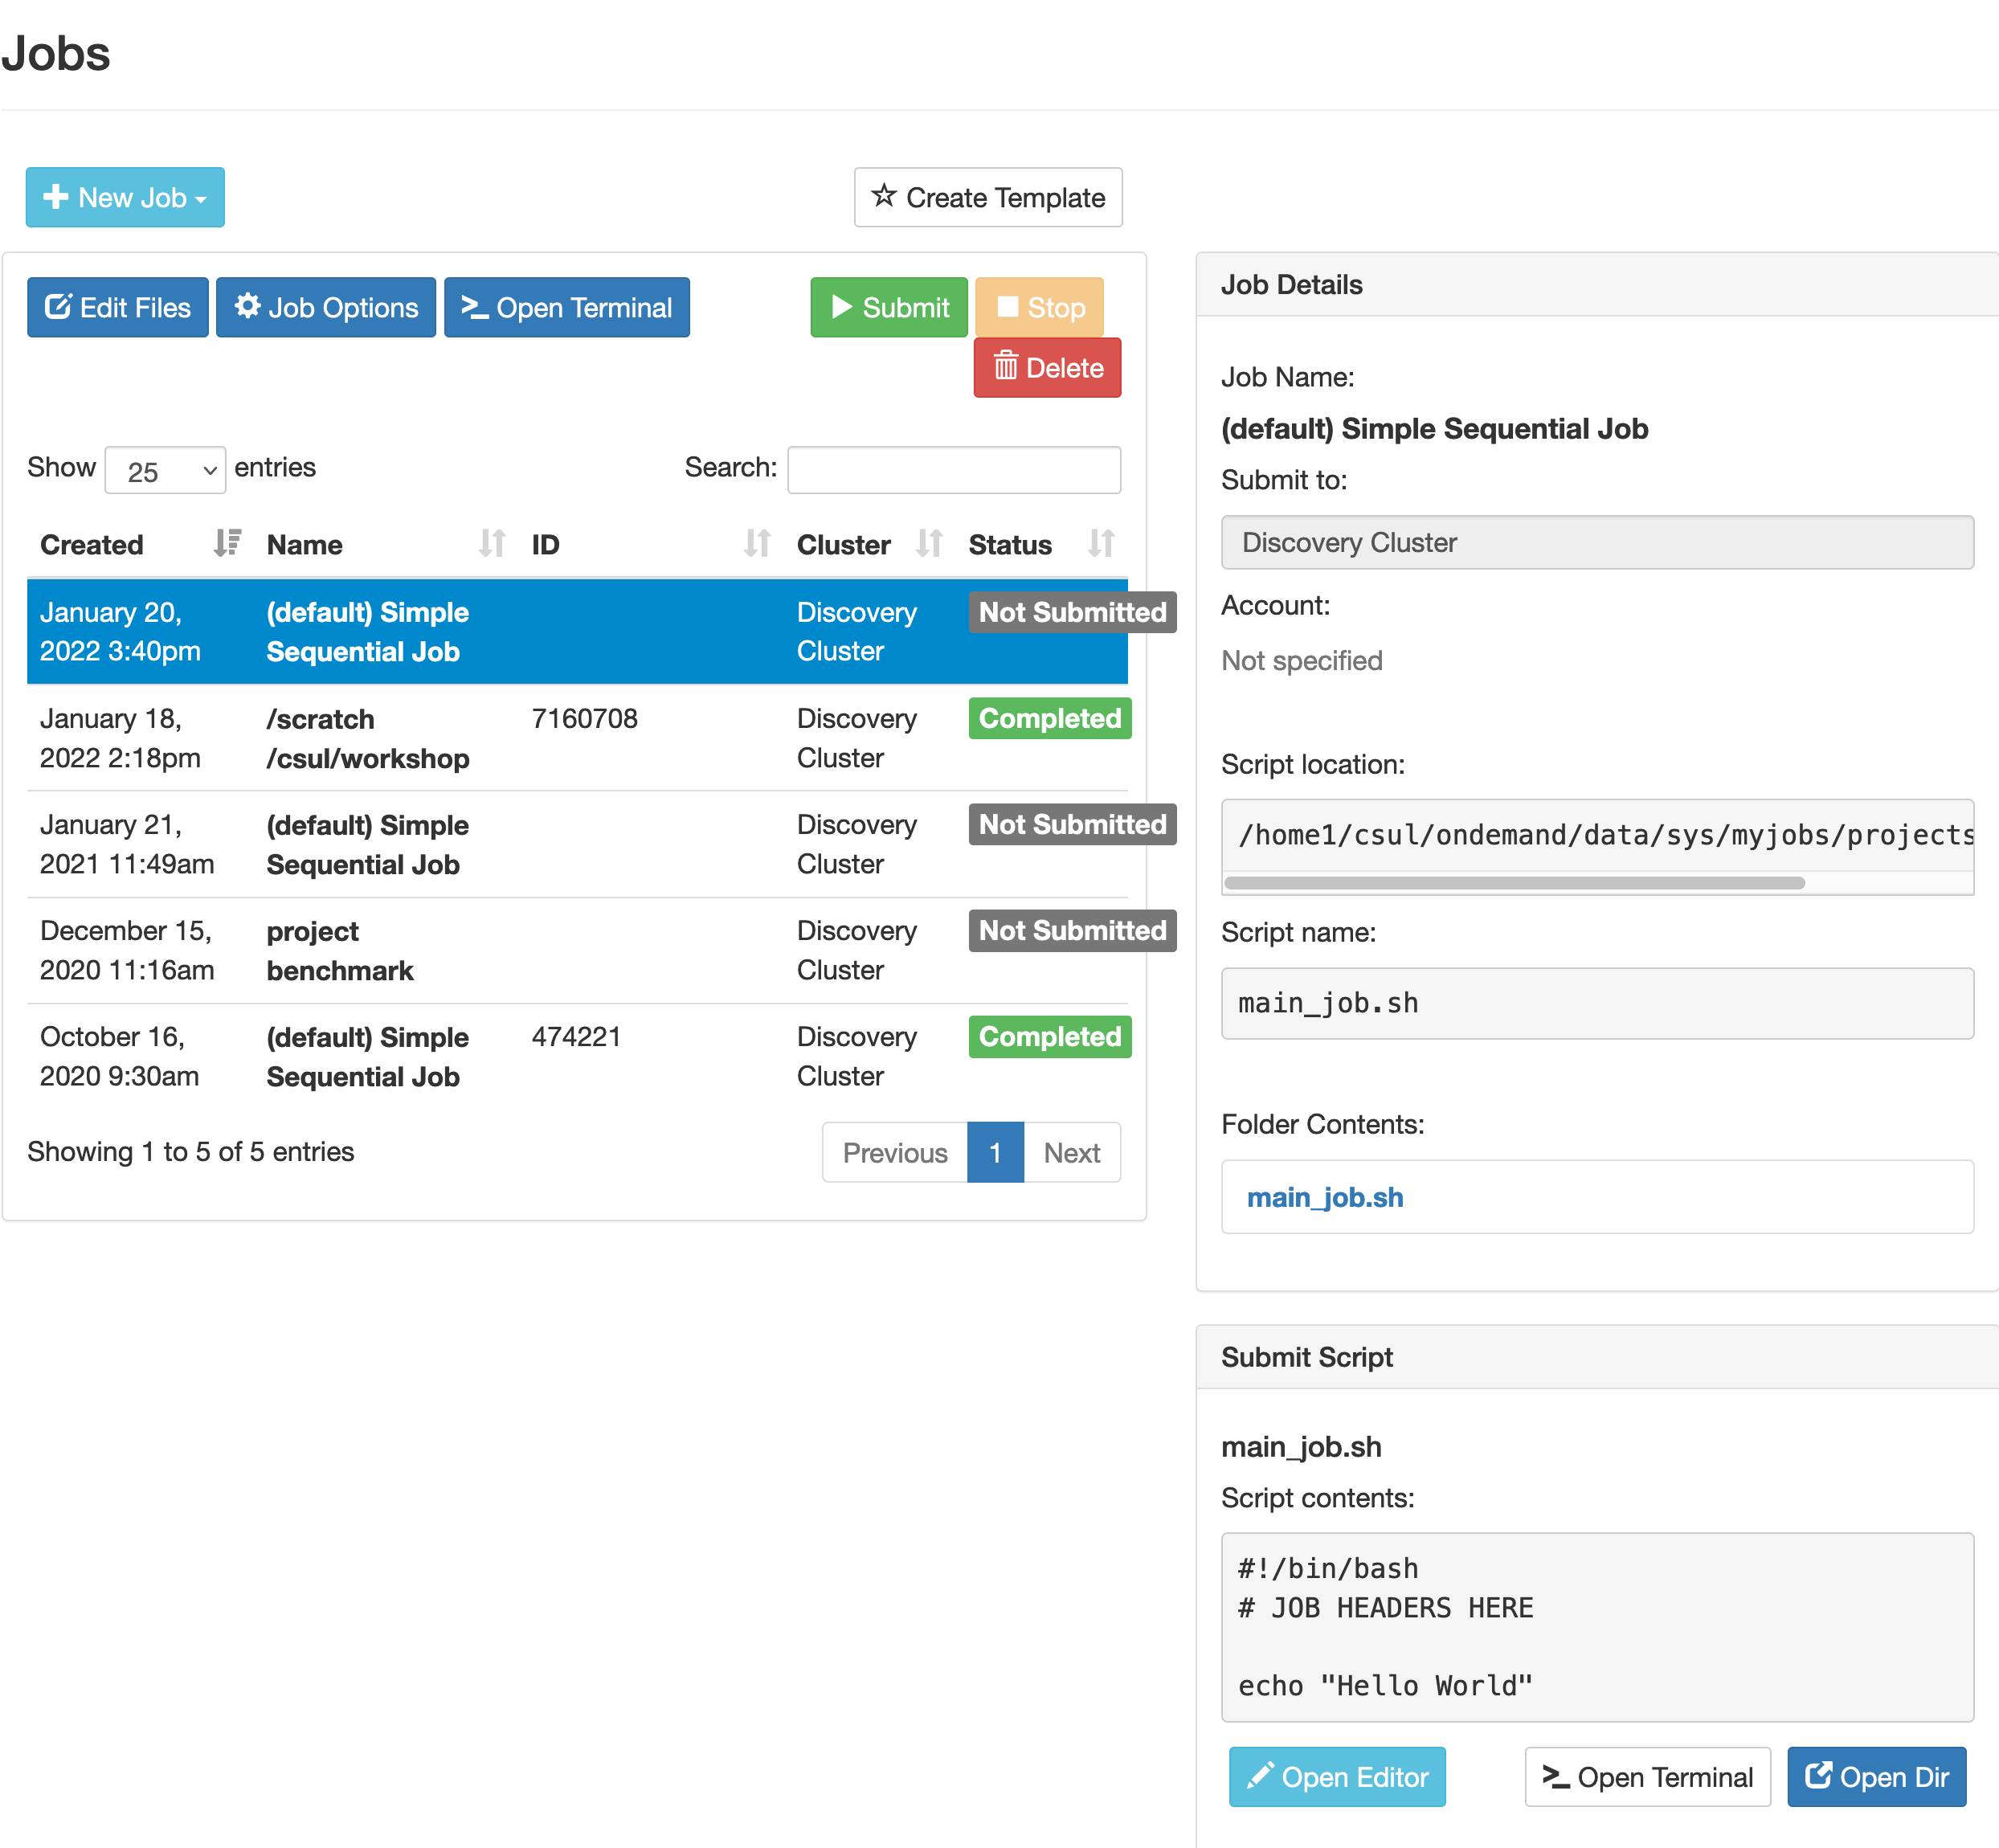 Jobs
New Job
Create Template
Edit Files Job Options Open Terminal Submit Stop
Delete
Show 25 entries Search:
Created Name ID Cluster Status
January 20, (default) Simple Discovery Not Submitted
2022 3:40pm Sequential Job Cluster
January 18, /scratch 7160708 Discovery Completed
2022 2:18pm /csul/workshop Cluster
January 21, (default) Simple Discovery Not Submitted
2021 11:49am Sequential Job Cluster
December 15, project Discovery Not Submitted
2020 11:16am benchmark Cluster
October 16, (default) Simple 474221 Discovery Completed
2020 9:30am Sequential Job Cluster
Showing 1 to 5 of 5 entries Previous 1 Next
Job Details
Job Name:
(default) Simple Sequential Job
Submit to:
Discovery Cluster
Account:
Not specified
Script location:
/home1/csul/ondemand/data/sys/myjobs/projects
Script name:
main_job.sh
Folder Contents:
main_job.sh
Submit Script
main_job.sh
Script contents:
#!/bin/bash
# JOB HEADERS HERE
echo "Hello World"
Open Editor Open Terminal Open Dir